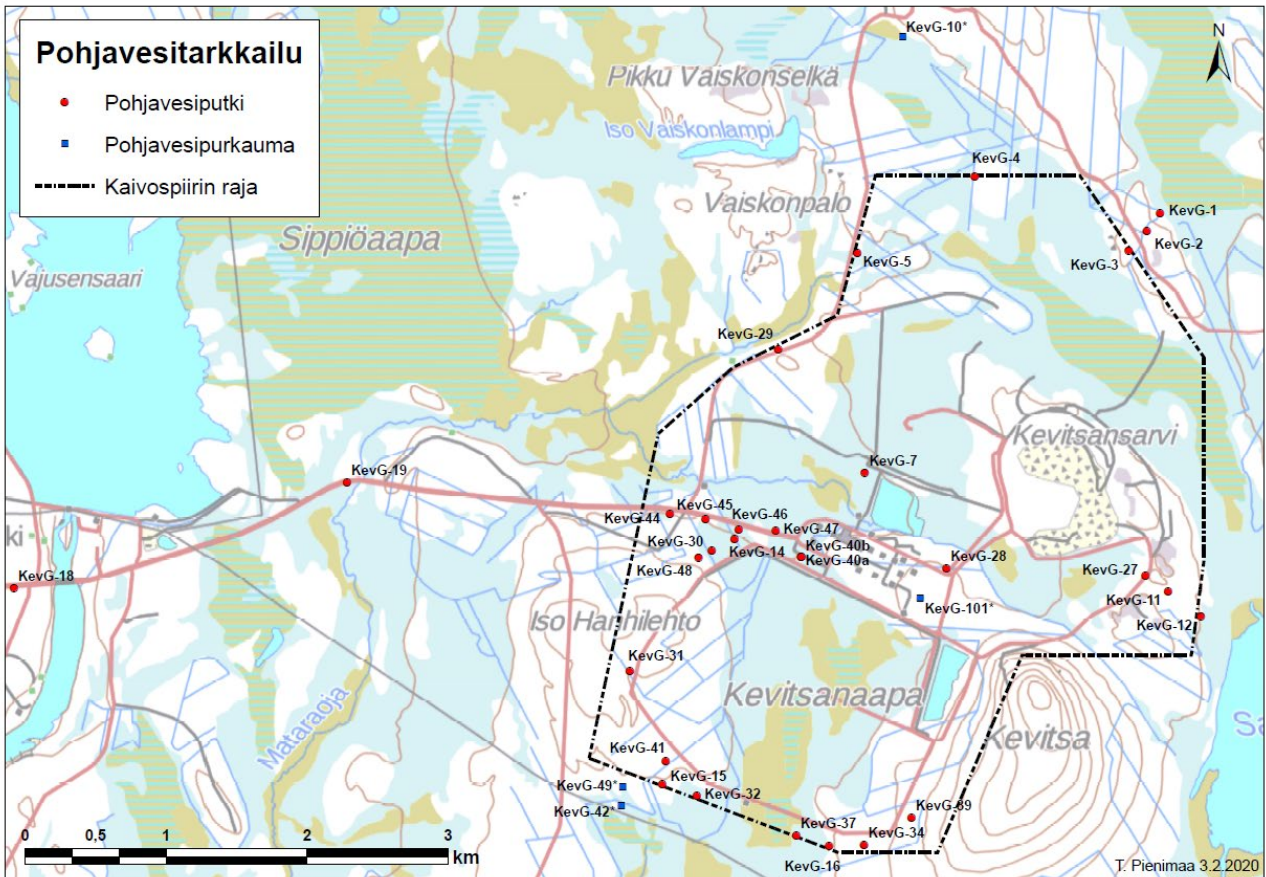 Pohjavesitarkkailu
Pohjavesiputki
Pohjavesipurkauma
Kaivospiirin raja
N
KevG-10*
Pikku Vaiskonselkä
Iso Vaiskonlampi
KevG-4
Vaiskonpalo
KevG-1
KevG-2
KevG-3
Sippiöaapa
KevG-5
Vajusensaari
KevG-29
Kevitsansarvi
KevG-7
KevG-19
KevG-45
KevG-46
KevG-44
KevG-47
KevG-30
KevG-14
KevG-40b
KevG-40a
KevG-48
KevG-28
KevG-27
KevG-18
KevG-11
KevG-101*
KevG-12
ki
Iso Hanhilehto
KevG-31
Kevitsanaapa
Mataraoja
Kevitsa
Sa
KevG-41
KevG-15
KevG-49*
KevG-32
KevG-42*
KevG-39
KevG-37
KevG-34
KevG-16
0 0,5 1 2 3
km
T. Pienimaa 3.2.2020